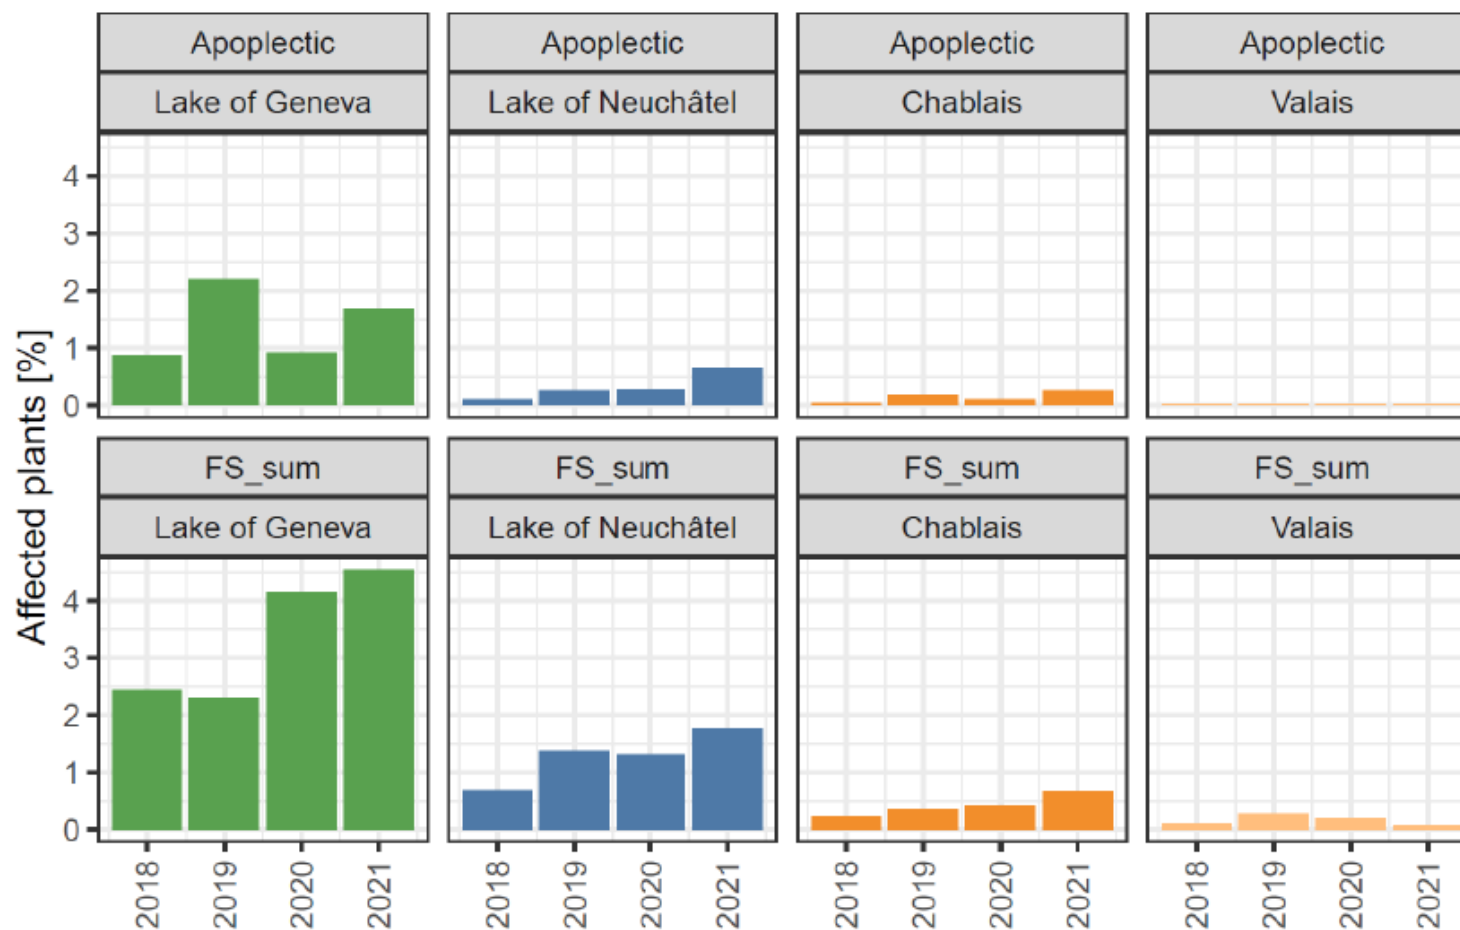 Apoplectic Apoplectic Apoplectic Apoplectic
Lake of Geneva Lake of Neuchâtel Chablais Valais
4
3
2
1
0
Affected plants [%]
FS_sum FS_sum FS_sum FS_sum
Lake of Geneva Lake of Neuchâtel Chablais Valais
4
3
2
1
0
2018 2019 2020 2021 2018 2019 2020 2021 2018 2019 2020 2021 2018 2019 2020 2021